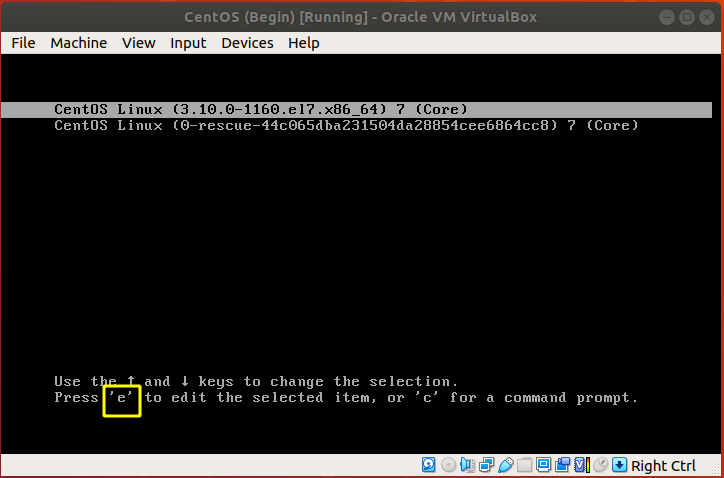 CentOS (Begin) [Running] - Oracle VM VirtualBox
File Machine View Input Devices Help
CentOS Linux (3.10.0-1160.el7.x86_64) 7 (Core)
CentOS Linux (0-rescue-44c065dba231504da28854cee6864cc8) 7 (Core)
Use the ↑ and ↓ keys to change the selection.
Press 'e' to edit the selected item, or 'c' for a command prompt.
Right Ctrl